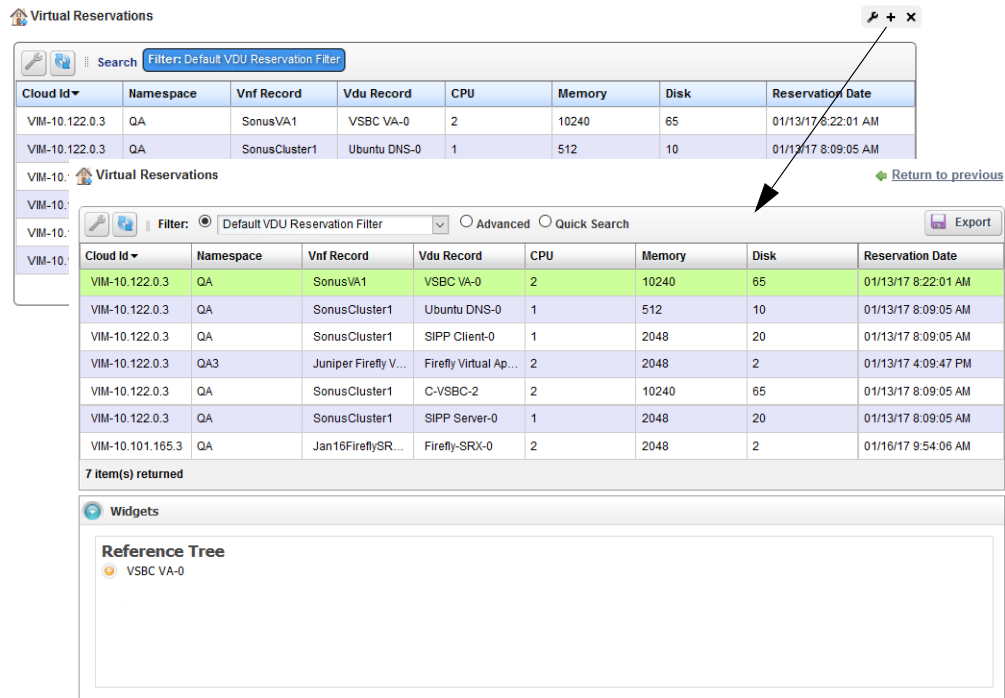 Virtual Reservations
Search Filter: Default VDU Reservation Filter
Cloud Id Namespace Vnf Record Vdu Record CPU Memory Disk Reservation Date
VIM-10.122.0.3 QA SonusVA1 VSBC VA-0 2 10240 65 01/13/17 8:22:01 AM
VIM-10.122.0.3 QA SonusCluster1 Ubuntu DNS-0 1 512 10 01/13/17 8:09:05 AM
VIM-10.
VIM-10.
VIM-10.
VIM-10.
Virtual Reservations Return to previous
Filter: Default VDU Reservation Filter Advanced Quick Search Export
Cloud Id Namespace Vnf Record Vdu Record CPU Memory Disk Reservation Date
VIM-10.122.0.3 QA SonusVA1 VSBC VA-0 2 10240 65 01/13/17 8:22:01 AM
VIM-10.122.0.3 QA SonusCluster1 Ubuntu DNS-0 1 512 10 01/13/17 8:09:05 AM
VIM-10.122.0.3 QA SonusCluster1 SIPP Client-0 1 2048 20 01/13/17 8:09:05 AM
VIM-10.122.0.3 QA3 Juniper Firefly V... Firefly Virtual Ap... 2 2048 2 01/13/17 4:09:47 PM
VIM-10.122.0.3 QA SonusCluster1 C-VSBC-2 2 10240 65 01/13/17 8:09:05 AM
VIM-10.122.0.3 QA SonusCluster1 SIPP Server-0 1 2048 20 01/13/17 8:09:05 AM
VIM-10.101.165.3 QA Jan16FireflySR... Firefly-SRX-0 2 2048 2 01/16/17 9:54:06 AM
7 item(s) returned
Widgets
Reference Tree
VSBC VA-0